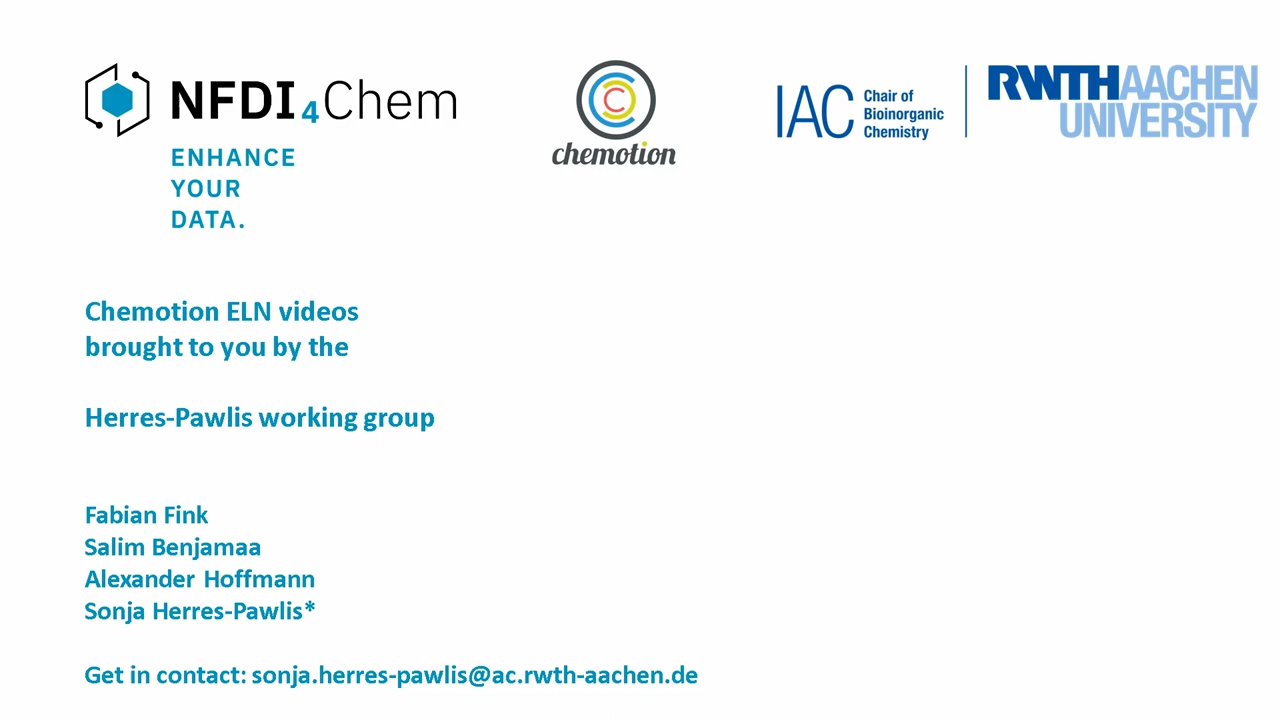 NFDI4Chem
ENHANCE
YOUR
DATA.
chemotion
IAC
Chair of
Bioinorganic
Chemistry
RWTHAACHEN
UNIVERSITY
Chemotion ELN videos
brought to you by the
Herres-Pawlis working group
Fabian Fink
Salim Benjamaa
Alexander Hoffmann
Sonja Herres-Pawlis*
Get in contact: sonja.herres-pawlis@ac.rwth-aachen.de